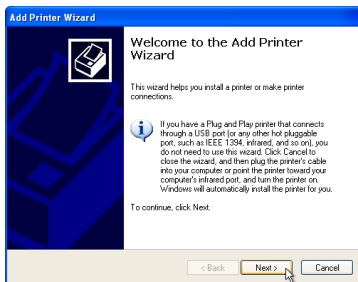 Add Printer Wizard
Welcome to the Add Printer
Wizard
This wizard helps you install a printer or make printer
connections.
If you have a Plug and Play printer that connects
through a USB port (or any other hot pluggable
port, such as IEEE 1394, infrared, and so on), you
do not need to use this wizard. Click Cancel to
close the wizard, and then plug the printer's cable
into your computer or point the printer toward your
computer's infrared port, and turn the printer on.
Windows will automatically install the printer for you.
To continue, click Next.
< Back
Next >
Cancel